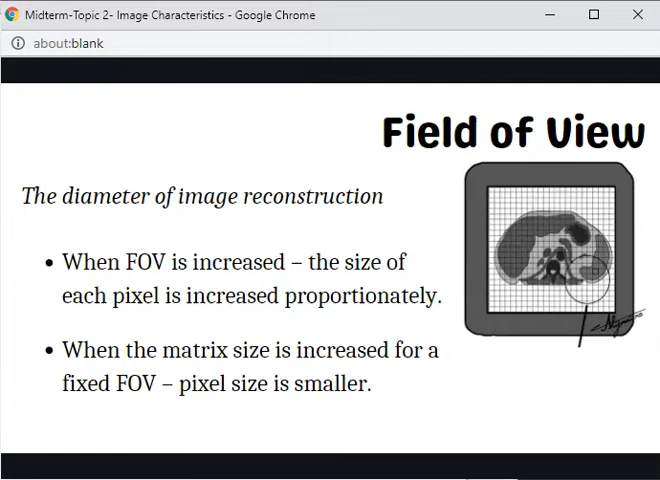 Midterm-Topic 2- Image Characteristics - Google Chrome
about:blank
Field of View
The diameter of image reconstruction
• When FOV is increased – the size of
each pixel is increased proportionately.
• When the matrix size is increased for a
fixed FOV – pixel size is smaller.